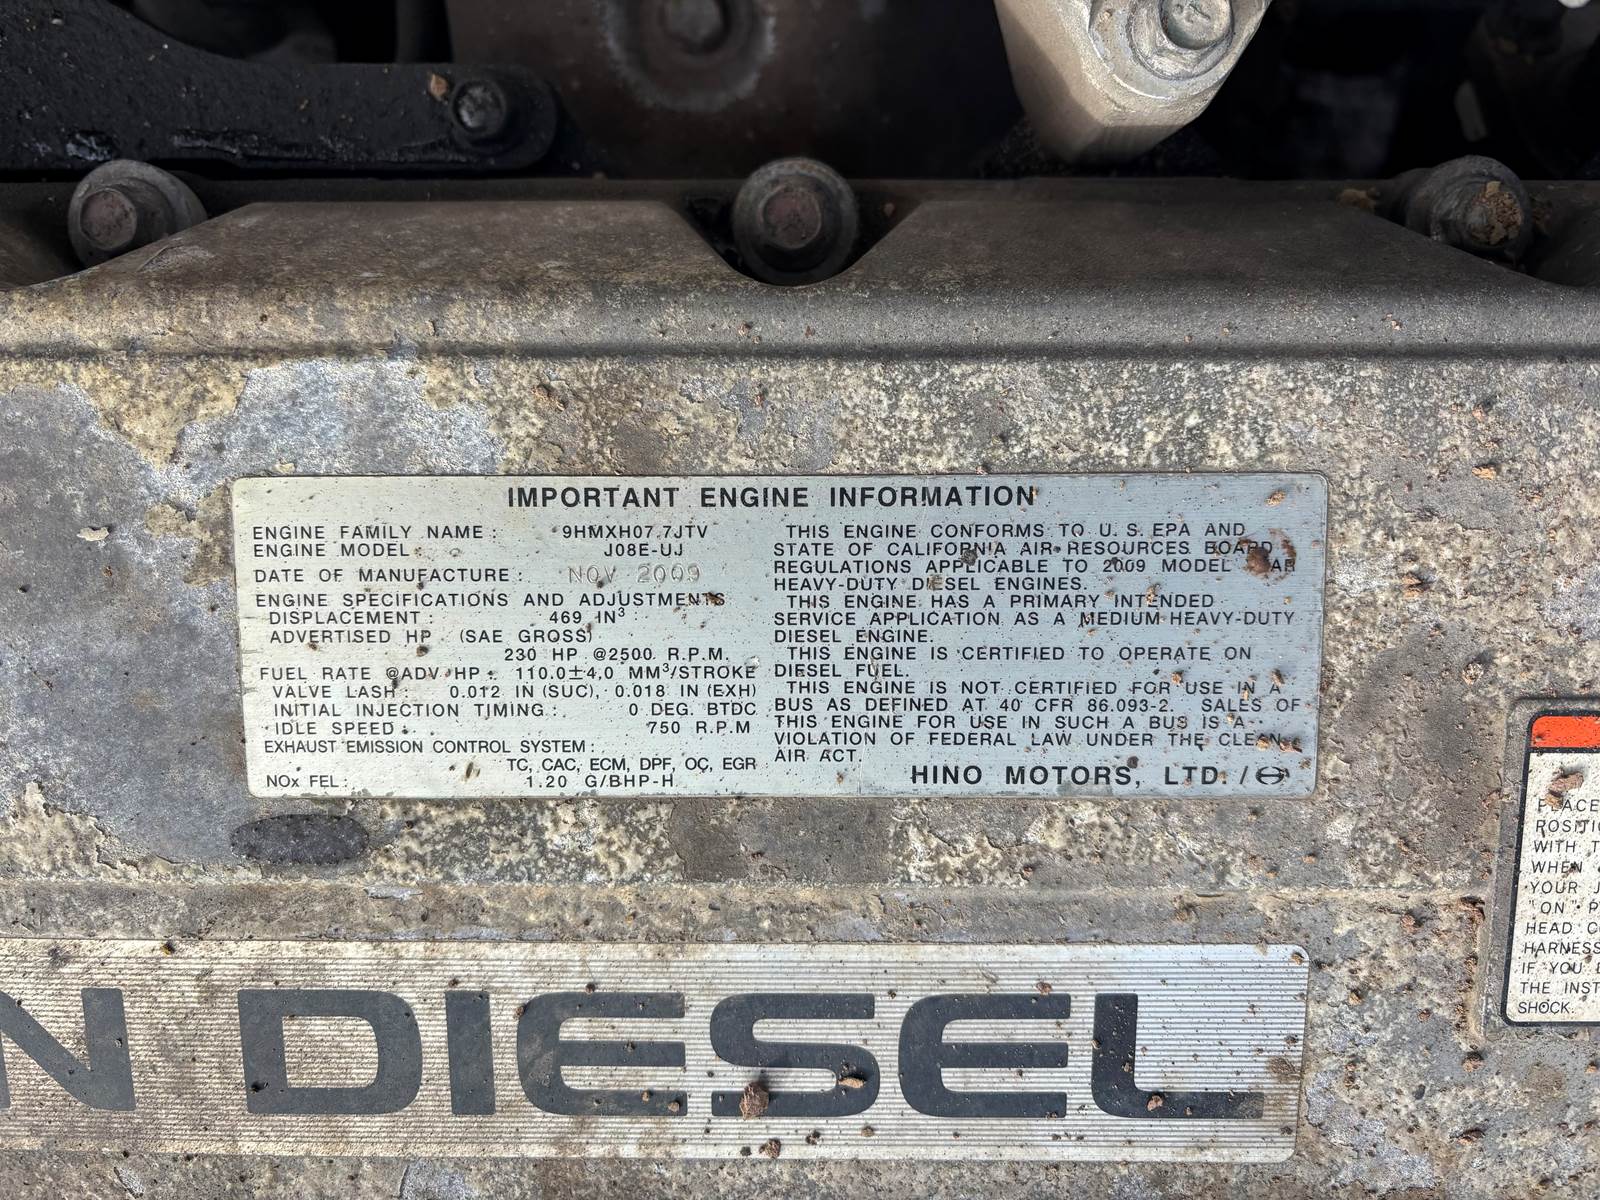 IMPORTANT ENGINE INFORMATION
ENGINE FAMILY NAME : 9HMXH07.7JTV
ENGINE MODEL : J08E-UJ
DATE OF MANUFACTURE : NOV 2009
ENGINE SPECIFICATIONS AND ADJUSTMENTS
DISPLACEMENT : 469 IN³
ADVERTISED HP (SAE GROSS)
230 HP @2500 R.P.M.
FUEL RATE @ADV. HP : 110.0±4.0 MM³/STROKE
VALVE LASH : 0.012 IN (SUC), 0.018 IN (EXH)
INITIAL INJECTION TIMING : 0 DEG. BTDC
IDLE SPEED : 750 R.P.M
EXHAUST EMISSION CONTROL SYSTEM :
TC, CAC, ECM, DPF, OC, EGR
NOx FEL : 1.20 G/BHP-H
THIS ENGINE CONFORMS TO U.S.EPA AND
STATE OF CALIFORNIA AIR RESOURCES BOARD
REGULATIONS APPLICABLE TO 2009 MODEL YEAR
HEAVY-DUTY DIESEL ENGINES.
THIS ENGINE HAS A PRIMARY INTENDED
SERVICE APPLICATION AS A MEDIUM-HEAVY-DUTY
DIESEL ENGINE.
THIS ENGINE IS CERTIFIED TO OPERATE ON
DIESEL FUEL.
THIS ENGINE IS NOT CERTIFIED FOR USE IN A
BUS AS DEFINED AT 40 CFR 86.093-2. SALES OF
THIS ENGINE FOR USE IN SUCH A BUS IS A
VIOLATION OF FEDERAL LAW UNDER THE CLEAN
AIR ACT.
HINO MOTORS, LTD. /
N DIESEL
POSITI
WITH T
WHEN
YOUR J
"ON" P
HEAD CO
HARNESS
IF YOU D
THE INST
SHOCK.